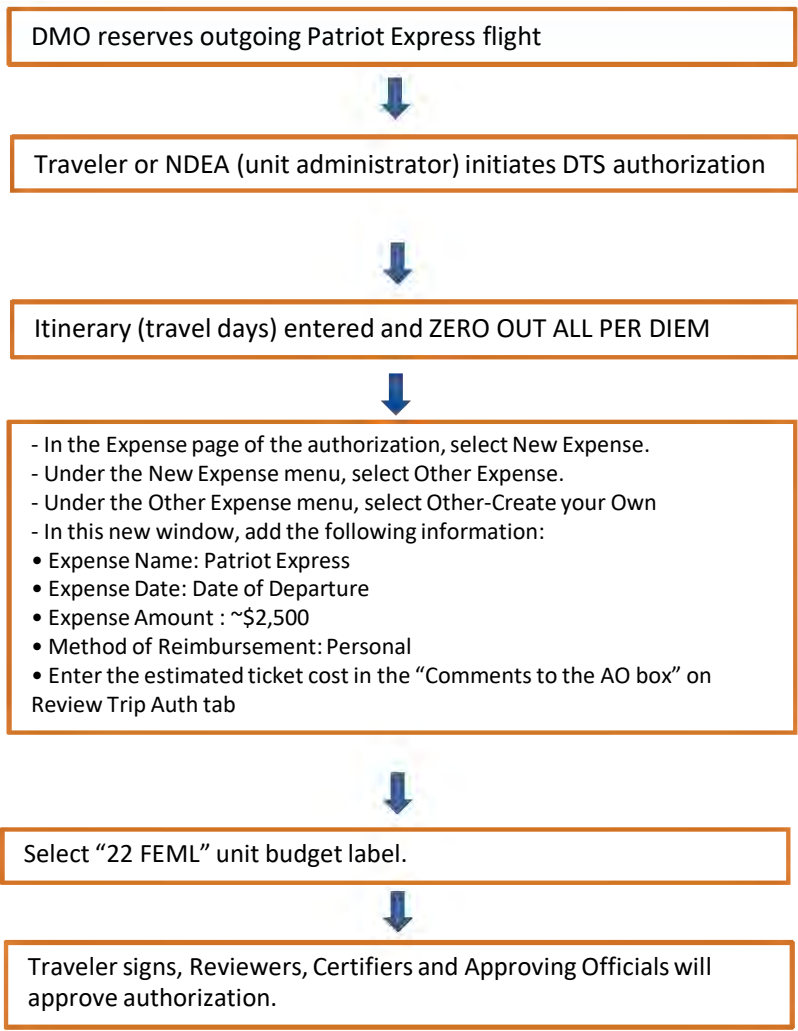 DMO reserves outgoing Patriot Express flight
Traveler or NDEA (unit administrator) initiates DTS authorization
Itinerary (travel days) entered and ZERO OUT ALL PER DIEM
- In the Expense page of the authorization, select New Expense.
- Under the New Expense menu, select Other Expense.
- Under the Other Expense menu, select Other-Create your Own
- In this new window, add the following information:
• Expense Name: Patriot Express
• Expense Date: Date of Departure
• Expense Amount : ~$2,500
• Method of Reimbursement: Personal
• Enter the estimated ticket cost in the “Comments to the AO box” on
Review Trip Auth tab
Select “22 FEML” unit budget label.
Traveler signs, Reviewers, Certifiers and Approving Officials will
approve authorization.